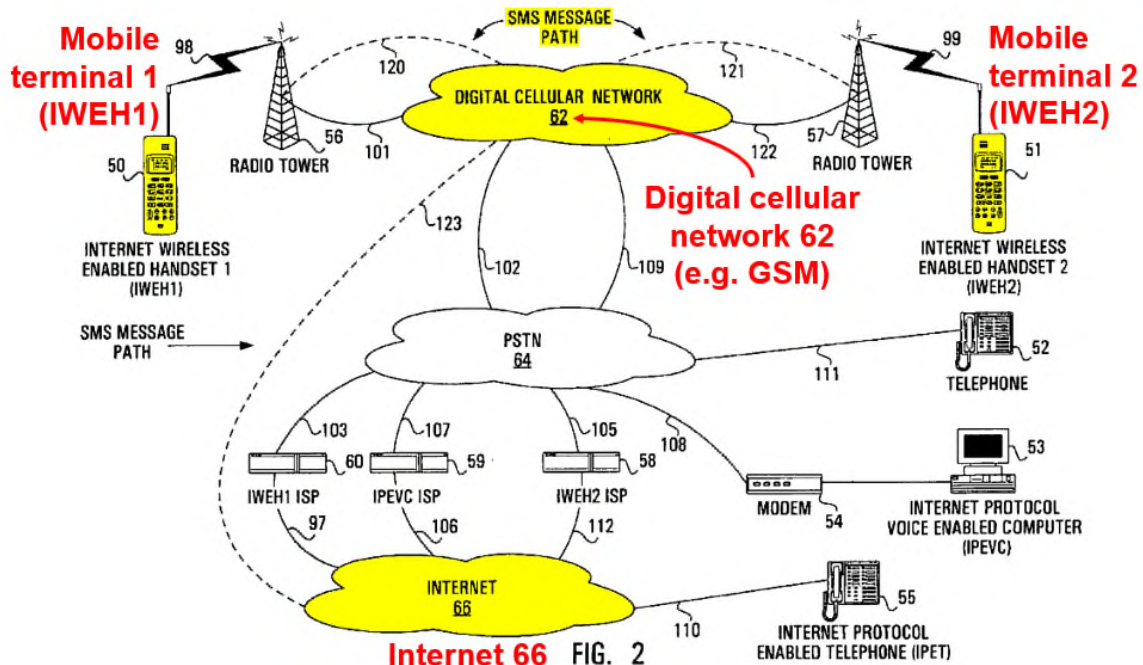 SMS MESSAGE
PATH
Mobile
terminal 1
(IWEH1)
98
120
121
99
Mobile
terminal 2
(IWEH2)
DIGITAL CELLULAR NETWORK
62
50
56
101
122
57
51
RADIO TOWER
RADIO TOWER
INTERNET WIRELESS
ENABLED HANDSET 1
(IWEH1)
123
102
109
Digital cellular
network 62
(e.g. GSM)
INTERNET WIRELESS
ENABLED HANDSET 2
(IWEH2)
SMS MESSAGE
PATH
PSTN
64
111
52
TELEPHONE
103
107
105
108
60
59
58
53
IWEH1 ISP
IPEVC ISP
IWEH2 ISP
MODEM
54
INTERNET PROTOCOL
VOICE ENABLED COMPUTER
(IPEVC)
97
106
112
INTERNET
66
110
55
INTERNET PROTOCOL
ENABLED TELEPHONE (IPET)
Internet 66
FIG. 2